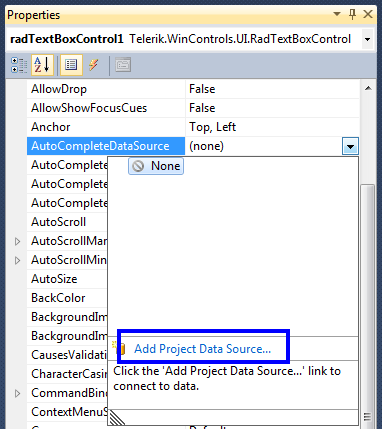 Properties
radTextBoxControl1 Telerik.WinControls.UI.RadTextBoxControl
AllowDrop False
AllowShowFocusCues False
Anchor Top, Left
AutoCompleteDataSource (none)
AutoComplete None
AutoComplete
AutoComplete
AutoScroll
AutoScrollMar
AutoScrollMin
AutoSize
BackColor
BackgroundIm
BackgroundIm Add Project Data Source...
CausesValidati Click the 'Add Project Data Source...' link to
CharacterCasin connect to data.
CommandBind
ContextMenuS